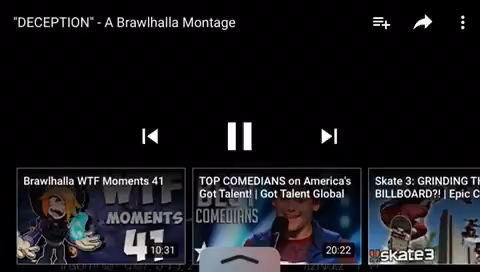 "DECEPTION" - A Brawlhalla Montage
Brawlhalla WTF Moments 41
WTF
MOMENTS
41
10:31
TOP COMEDIANS on America's
Got Talent! | Got Talent Global
COMEDIANS
20:22
Skate 3: GRINDING TH
BILLBOARD?! | Epic C
skate3